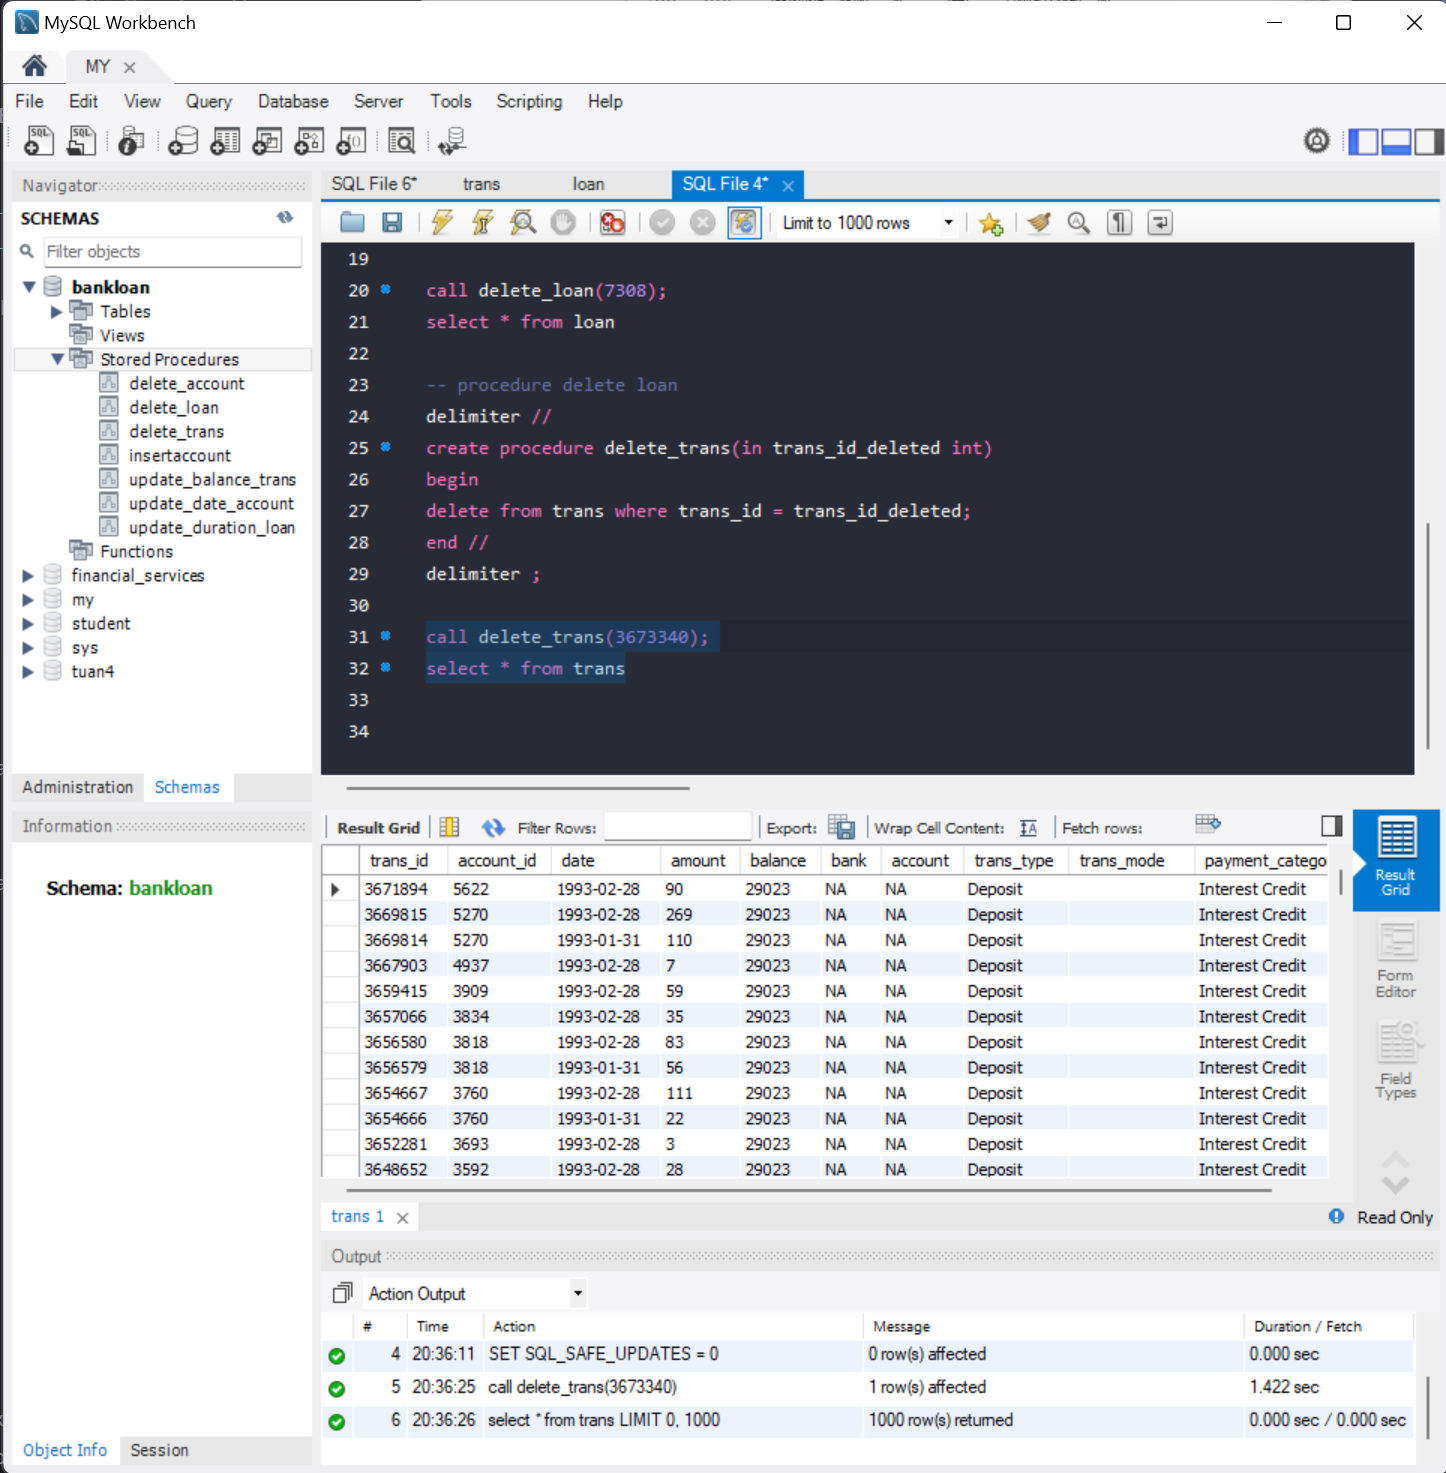 MySQL Workbench
MY
File Edit View Query Database Server Tools Scripting Help
Navigator
SCHEMAS
Filter objects
bankloan
Tables
Views
Stored Procedures
delete_account
delete_loan
delete_trans
insertaccount
update_balance_trans
update_date_account
update_duration_loan
Functions
financial_services
my
student
sys
tuan4
Administration Schemas
Information
Schema: bankloan
Object Info Session
SQL File 6* trans loan SQL File 4*
Limit to 1000 rows
19
20 call delete_loan(7308);
21 select * from loan
22
23 -- procedure delete loan
24 delimiter //
25 create procedure delete_trans(in trans_id_deleted int)
26 begin
27 delete from trans where trans_id = trans_id_deleted;
28 end //
29 delimiter ;
30
31 call delete_trans(3673340);
32 select * from trans
33
34
Result Grid Filter Rows: Export: Wrap Cell Content: Fetch rows:
trans_id account_id date amount balance bank account trans_type trans_mode payment_catego
3671894 5622 1993-02-28 90 29023 NA NA Deposit Interest Credit
3669815 5270 1993-02-28 269 29023 NA NA Deposit Interest Credit
3669814 5270 1993-01-31 110 29023 NA NA Deposit Interest Credit
3667903 4937 1993-02-28 7 29023 NA NA Deposit Interest Credit
3659415 3909 1993-02-28 59 29023 NA NA Deposit Interest Credit
3657066 3834 1993-02-28 35 29023 NA NA Deposit Interest Credit
3656580 3818 1993-02-28 83 29023 NA NA Deposit Interest Credit
3656579 3818 1993-01-31 56 29023 NA NA Deposit Interest Credit
3654667 3760 1993-02-28 111 29023 NA NA Deposit Interest Credit
3654666 3760 1993-01-31 22 29023 NA NA Deposit Interest Credit
3652281 3693 1993-02-28 3 29023 NA NA Deposit Interest Credit
3648652 3592 1993-02-28 28 29023 NA NA Deposit Interest Credit
Result
Grid
Form
Editor
Field
Types
trans 1
Read Only
Output
Action Output
# Time Action Message Duration / Fetch
4 20:36:11 SET SQL_SAFE_UPDATES = 0 0 row(s) affected 0.000 sec
5 20:36:25 call delete_trans(3673340) 1 row(s) affected 1.422 sec
6 20:36:26 select * from trans LIMIT 0, 1000 1000 row(s) returned 0.000 sec / 0.000 sec